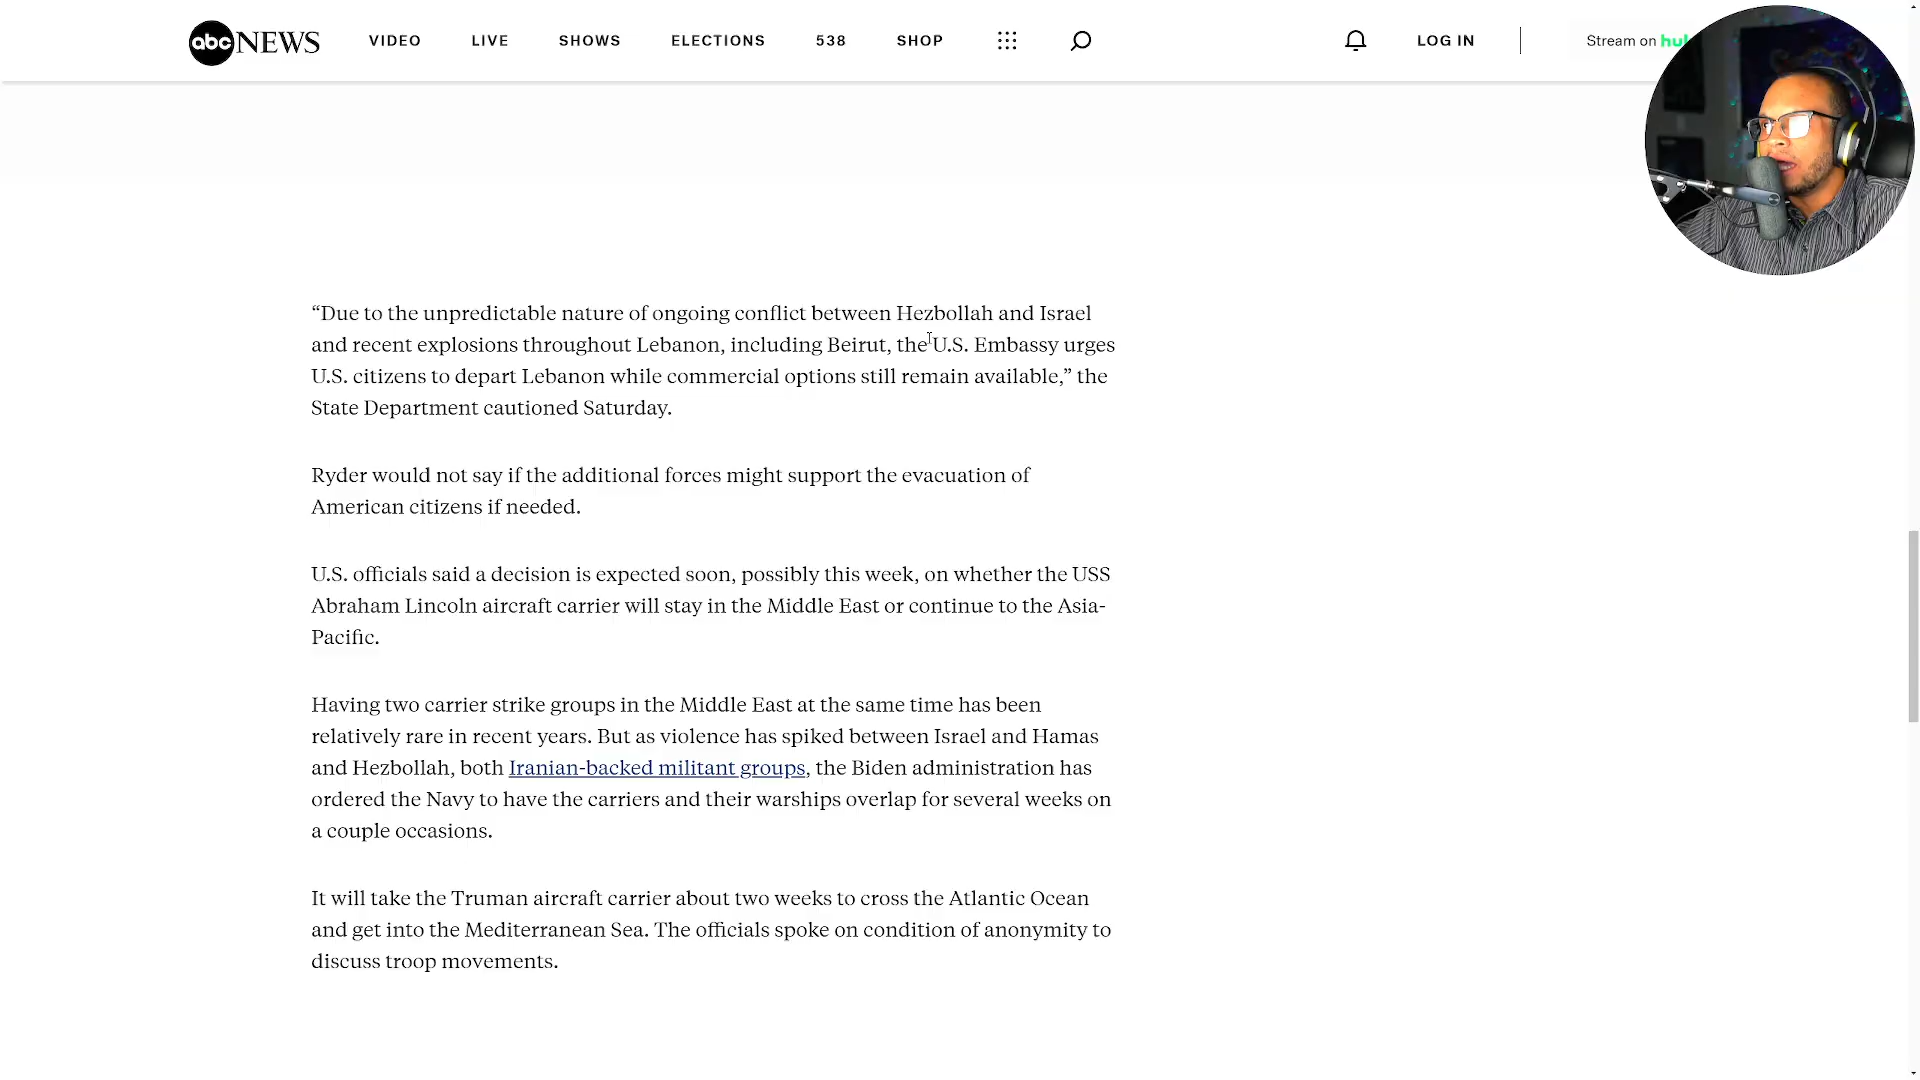 abc NEWS VIDEO LIVE SHOWS ELECTIONS 538 SHOP LOG IN Stream on hul
“Due to the unpredictable nature of ongoing conflict between Hezbollah and Israel
and recent explosions throughout Lebanon, including Beirut, the U.S. Embassy urges
U.S. citizens to depart Lebanon while commercial options still remain available,” the
State Department cautioned Saturday.
Ryder would not say if the additional forces might support the evacuation of
American citizens if needed.
U.S. officials said a decision is expected soon, possibly this week, on whether the USS
Abraham Lincoln aircraft carrier will stay in the Middle East or continue to the Asia-
Pacific.
Having two carrier strike groups in the Middle East at the same time has been
relatively rare in recent years. But as violence has spiked between Israel and Hamas
and Hezbollah, both Iranian-backed militant groups, the Biden administration has
ordered the Navy to have the carriers and their warships overlap for several weeks on
a couple occasions.
It will take the Truman aircraft carrier about two weeks to cross the Atlantic Ocean
and get into the Mediterranean Sea. The officials spoke on condition of anonymity to
discuss troop movements.